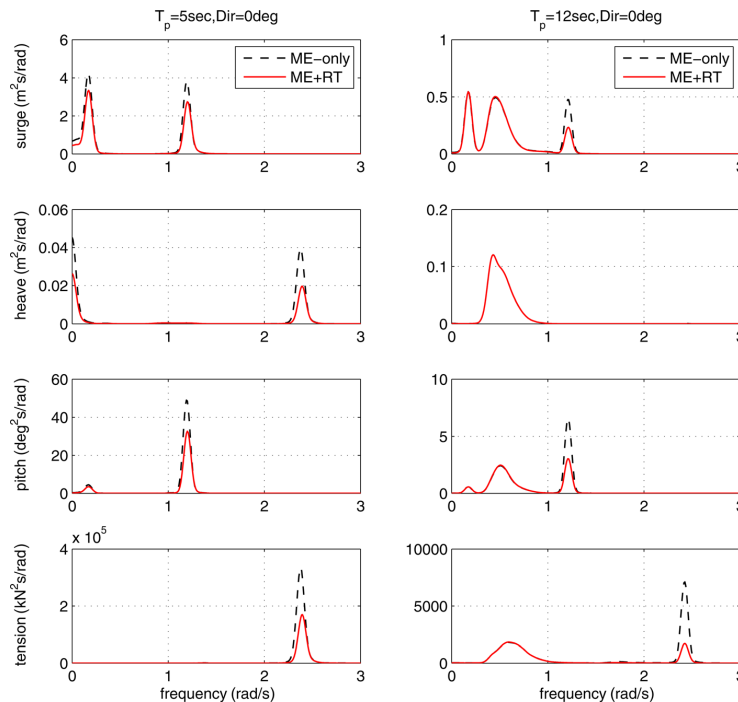 T_p=5sec,Dir=0deg
T_p=12sec,Dir=0deg
surge (m²s/rad)
6
4
2
0
0 1 2 3
ME−only
ME+RT
1
0.5
0
0 1 2 3
ME−only
ME+RT
heave (m²s/rad)
0.06
0.04
0.02
0
0 1 2 3
0.2
0.1
0
0 1 2 3
pitch (deg²s/rad)
60
40
20
0
0 1 2 3
10
5
0
0 1 2 3
tension (kN²s/rad)
x 10⁵
4
2
0
0 1 2 3
frequency (rad/s)
10000
5000
0
0 1 2 3
frequency (rad/s)